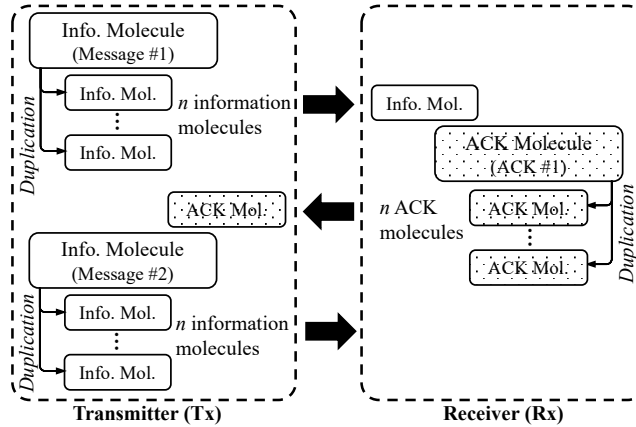 Info. Molecule
(Message #1)
Duplication
Info. Mol.
Info. Mol.
n information
molecules
Info. Mol.
ACK Molecule
(ACK #1)
ACK Mol.
ACK Mol.
Duplication
n ACK
molecules
ACK Mol.
Info. Molecule
(Message #2)
Duplication
Info. Mol.
Info. Mol.
n information
molecules
Transmitter (Tx)
Receiver (Rx)